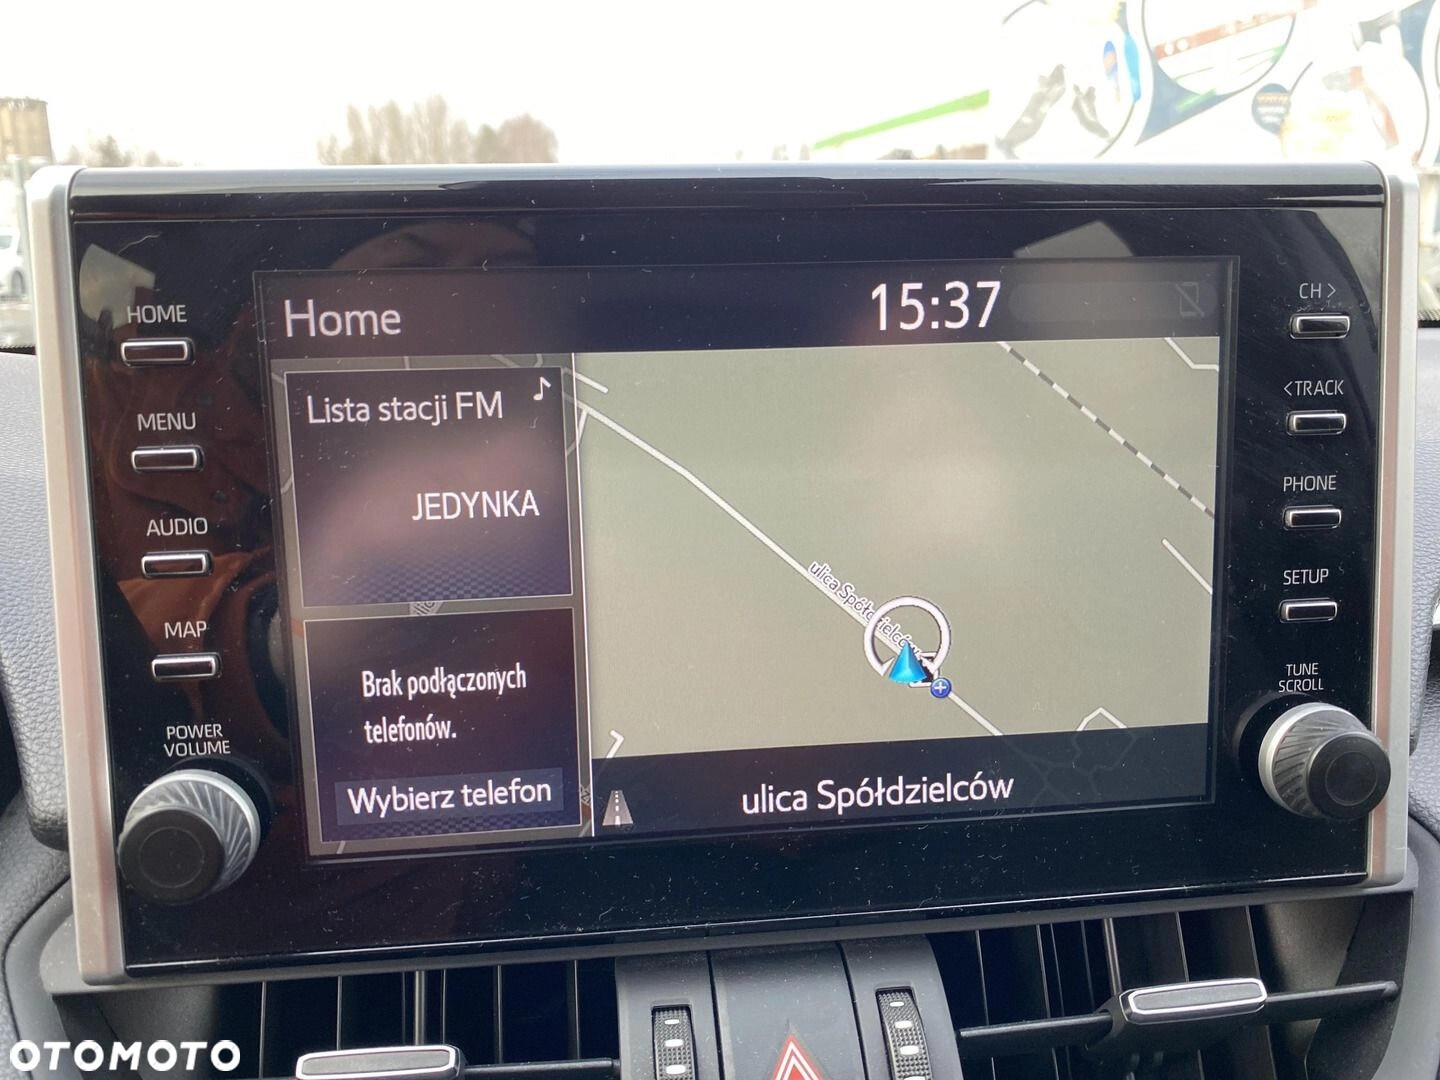 Home
15:37
Lista stacji FM
JEDYNKA
Brak podłączonych
telefonów.
Wybierz telefon
ulica Spółdzielców
ulica Spółdzielców
HOME
MENU
AUDIO
MAP
POWER
VOLUME
CH >
< TRACK
PHONE
SETUP
TUNE
SCROLL
OTOMOTO